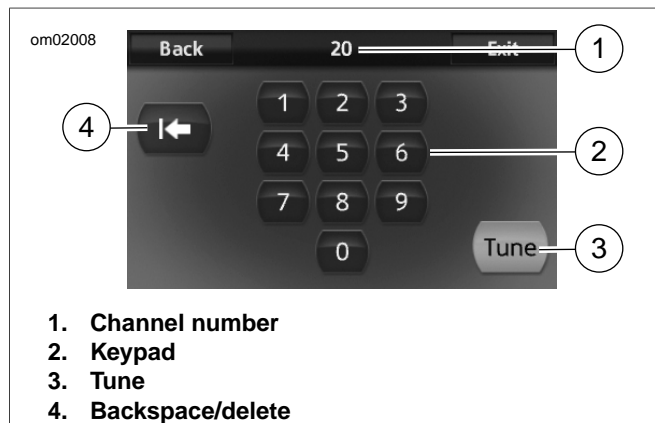 om02008
Back 20 Exit 1
1 2 3
4
4 5 6 2
7 8 9
0 Tune 3
1. Channel number
2. Keypad
3. Tune
4. Backspace/delete